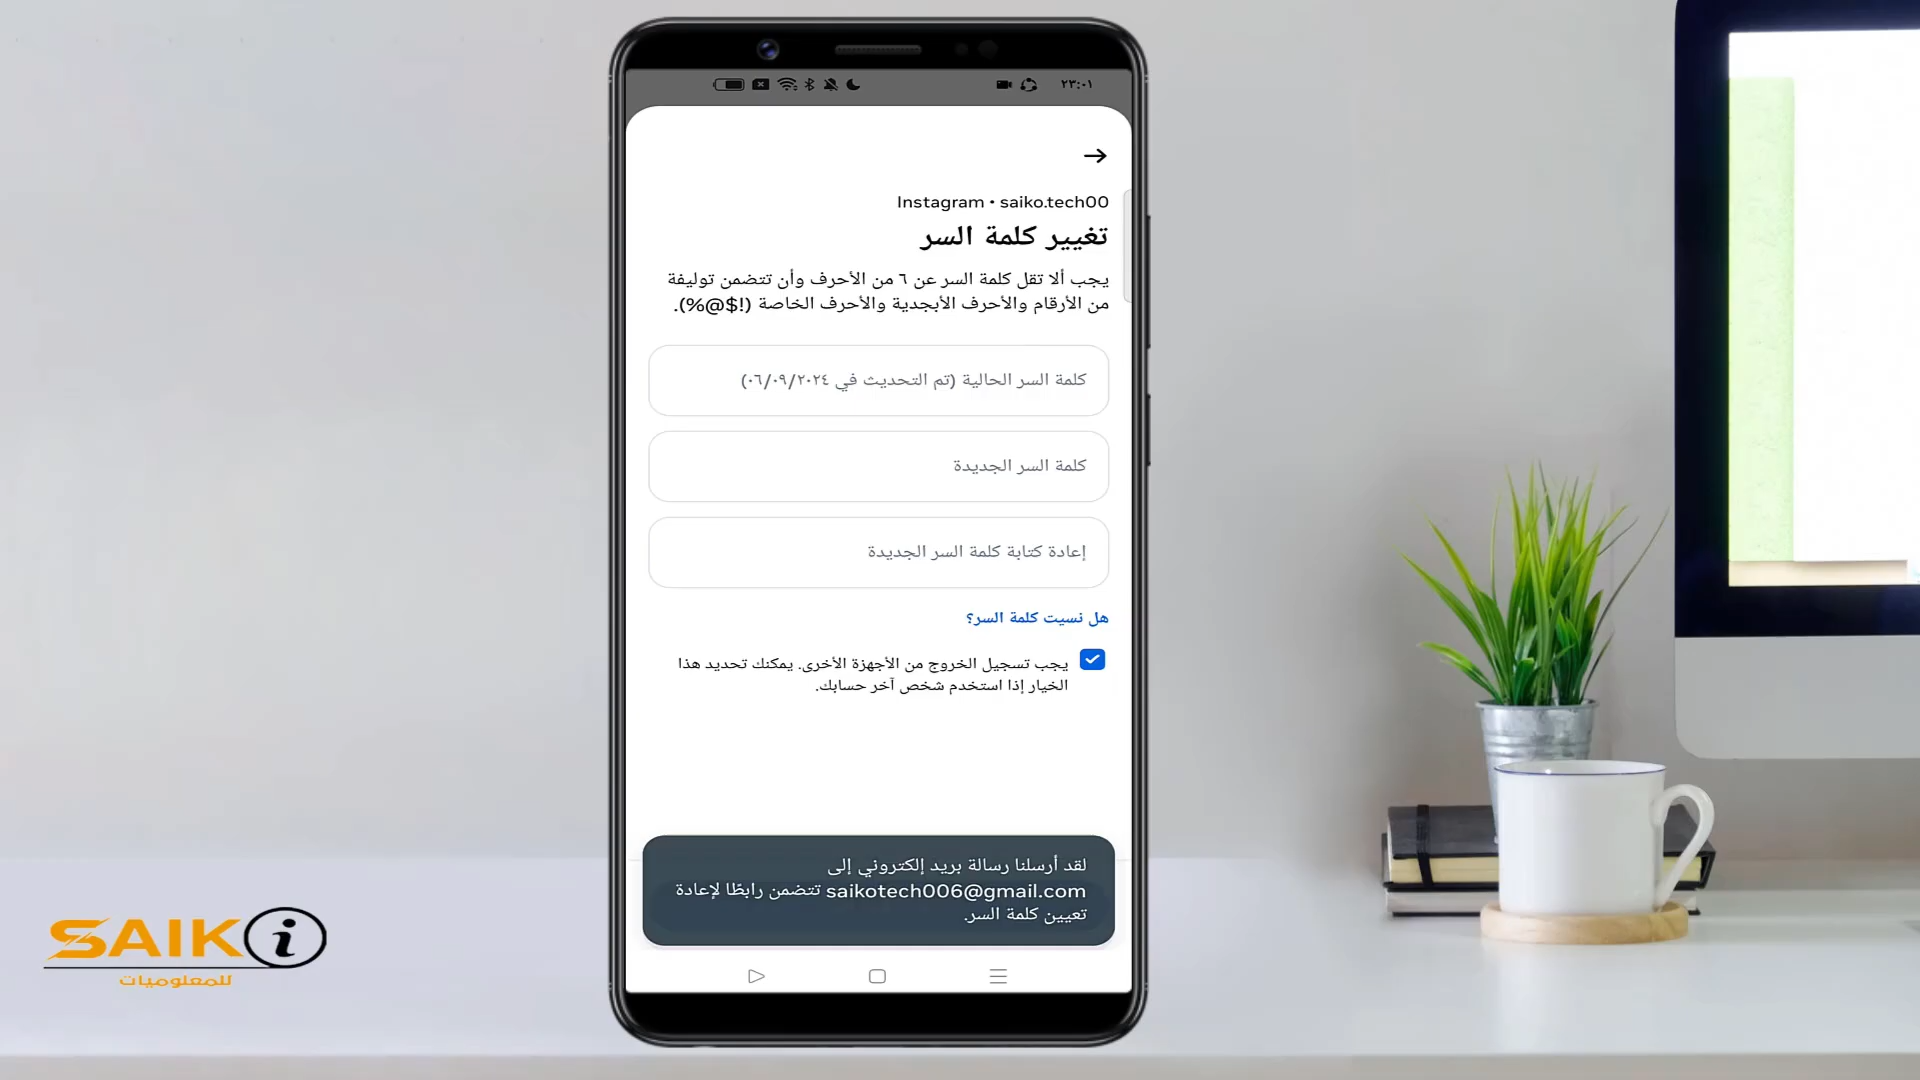 ٢٣:٠١
Instagram • saiko.tech00
تغيير كلمة السر
يجب ألا تقل كلمة السر عن ٦ من الأحرف وأن تتضمن توليفة
من الأرقام والأحرف الأبجدية والأحرف الخاصة (!$@%).
كلمة السر الحالية (تم التحديث في ٠٦/٠٩/٢٠٢٤)
كلمة السر الجديدة
إعادة كتابة كلمة السر الجديدة
هل نسيت كلمة السر؟
يجب تسجيل الخروج من الأجهزة الأخرى. يمكنك تحديد هذا
الخيار إذا استخدم شخص آخر حسابك.
لقد أرسلنا رسالة بريد إلكتروني إلى
saikotech006@gmail.com تتضمن رابطًا لإعادة
تعيين كلمة السر.
SAIKi
للمعلوميات